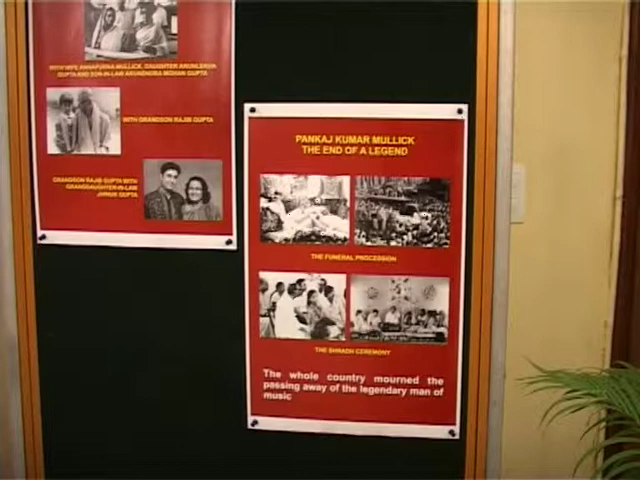 WITH WIFE ANNAPURNA MULLICK, DAUGHTER ARUNLEKHA
GUPTA AND SON-IN-LAW ARUNENDRA MOHAN GUPTA
WITH GRANDSON RAJIB GUPTA
GRANDSON RAJIB GUPTA WITH
GRANDDAUGHTER-IN-LAW
JHINUK GUPTA
PANKAJ KUMAR MULLICK
THE END OF A LEGEND
THE FUNERAL PROCESSION
THE SHRADH CEREMONY
The whole country mourned the
passing away of the legendary man of
music